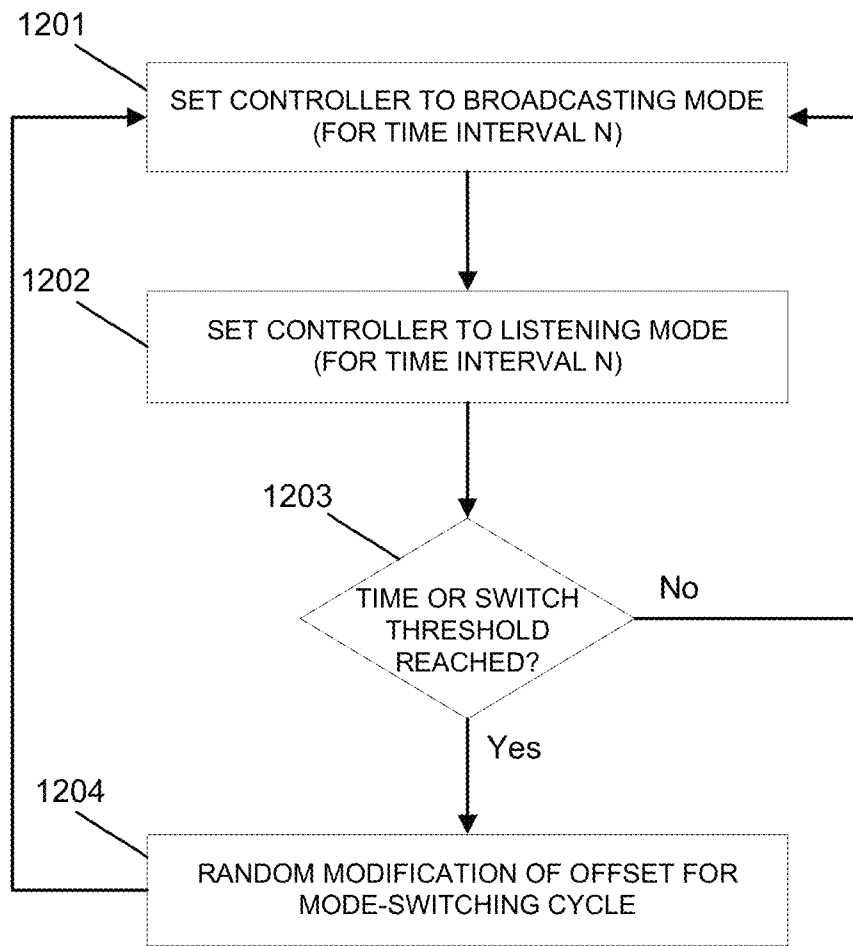 1201
SET CONTROLLER TO BROADCASTING MODE
(FOR TIME INTERVAL N)
1202
SET CONTROLLER TO LISTENING MODE
(FOR TIME INTERVAL N)
1203
TIME OR SWITCH
THRESHOLD
REACHED?
No
Yes
1204
RANDOM MODIFICATION OF OFFSET FOR
MODE-SWITCHING CYCLE